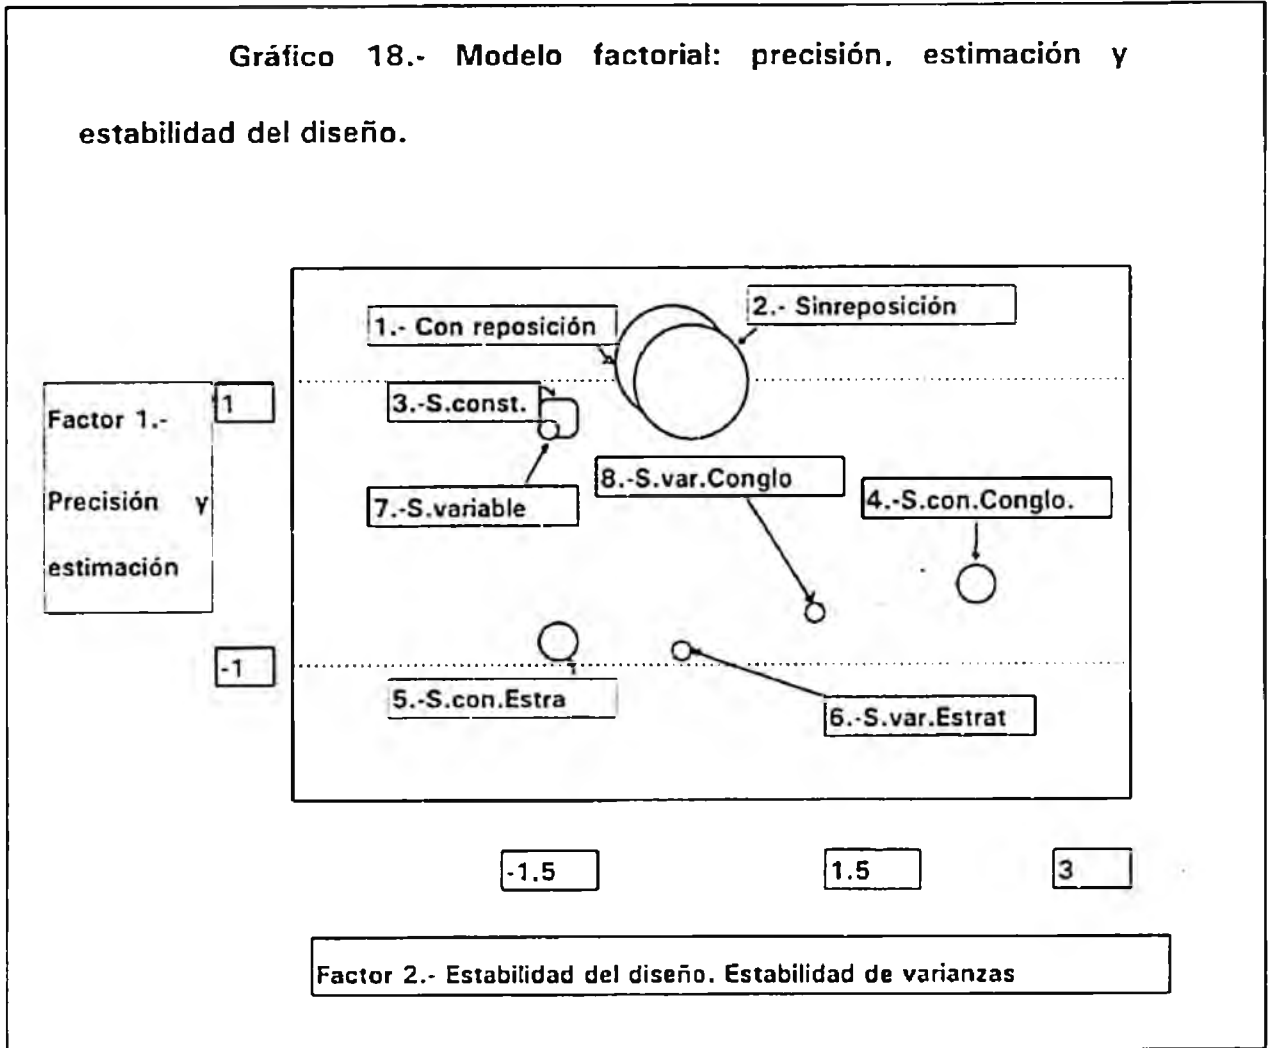 Gráfico 18.- Modelo factorial: precisión, estimación y
estabilidad del diseño.
1.- Con reposición
2.- Sinreposición
3.-S.const.
7.-S.variable
8.-S.var.Conglo
4.-S.con.Conglo.
5.-S.con.Estra
6.-S.var.Estrat
Factor 1.-
Precisión y
estimación
1
-1
-1.5
1.5
3
Factor 2.- Estabilidad del diseño. Estabilidad de varianzas